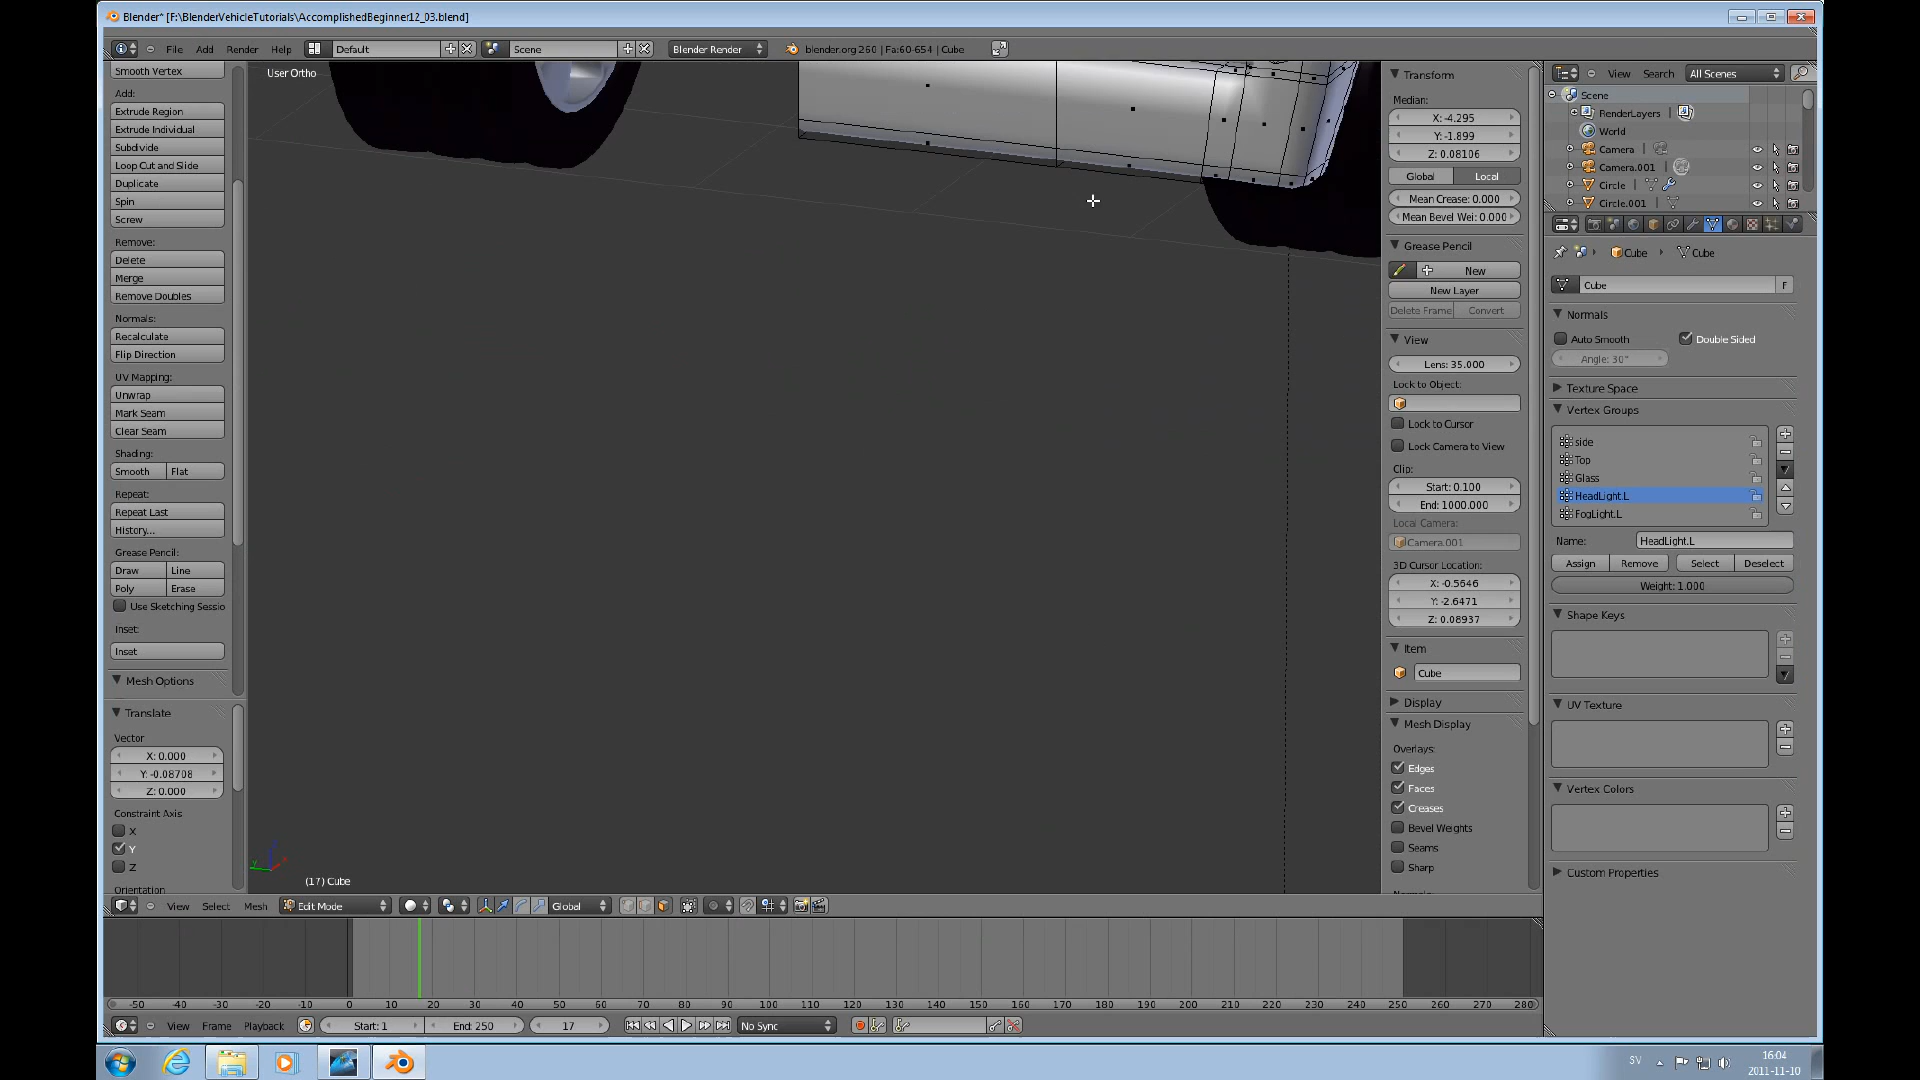 Blender* [F:\BlenderVehicleTutorials\AccomplishedBeginner12_03.blend]
File Add Render Help Default Scene Blender Render blender.org 260 | Fa:60-654 | Cube
Smooth Vertex
Add:
Extrude Region
Extrude Individual
Subdivide
Loop Cut and Slide
Duplicate
Spin
Screw
Remove:
Delete
Merge
Remove Doubles
Normals:
Recalculate
Flip Direction
UV Mapping:
Unwrap
Mark Seam
Clear Seam
Shading:
Smooth Flat
Repeat:
Repeat Last
History...
Grease Pencil:
Draw Line
Poly Erase
Use Sketching Sessio
Inset:
Inset
Mesh Options
Translate
Vector
X: 0.000
Y: -0.08708
Z: 0.000
Constraint Axis
X
Y
Z
Orientation
User Ortho
(17) Cube
Transform
Median:
X: -4.295
Y: -1.899
Z: 0.08106
Global Local
Mean Crease: 0.000
Mean Bevel Wei: 0.000
Grease Pencil
New
New Layer
Delete Frame Convert
View
Lens: 35.000
Lock to Object:
Lock to Cursor
Lock Camera to View
Clip:
Start: 0.100
End: 1000.000
Local Camera:
Camera.001
3D Cursor Location:
X: -0.5646
Y: -2.6471
Z: 0.08937
Item
Cube
Display
Mesh Display
Overlays:
Edges
Faces
Creases
Bevel Weights
Seams
Sharp
View Search All Scenes
Scene
RenderLayers
World
Camera
Camera.001
Circle
Circle.001
Cube Cube
Cube F
Normals
Auto Smooth Double Sided
Angle: 30°
Texture Space
Vertex Groups
side
Top
Glass
HeadLight.L
FogLight.L
Name: HeadLight.L
Assign Remove Select Deselect
Weight: 1.000
Shape Keys
UV Texture
Vertex Colors
Custom Properties
View Select Mesh Edit Mode Global
-50 -40 -30 -20 -10 0 10 20 30 40 50 60 70 80 90 100 110 120 130 140 150 160 170 180 190 200 210 220 230 240 250 260 270 280
View Frame Playback Start: 1 End: 250 17 No Sync
SV
16:04
2011-11-10